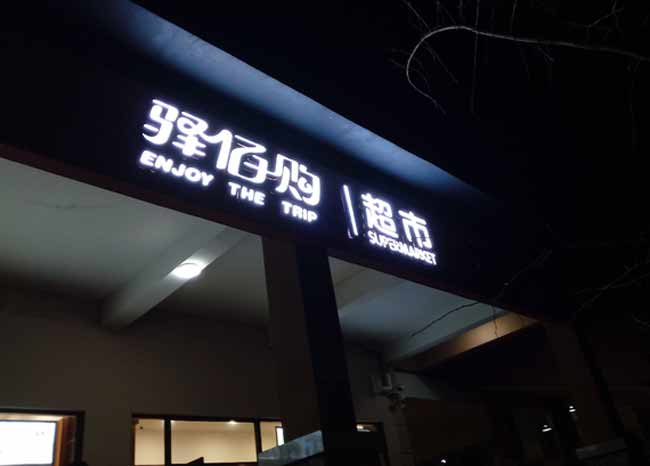 驿佰购
ENJOY THE TRIP
超市
SUPERMARKET